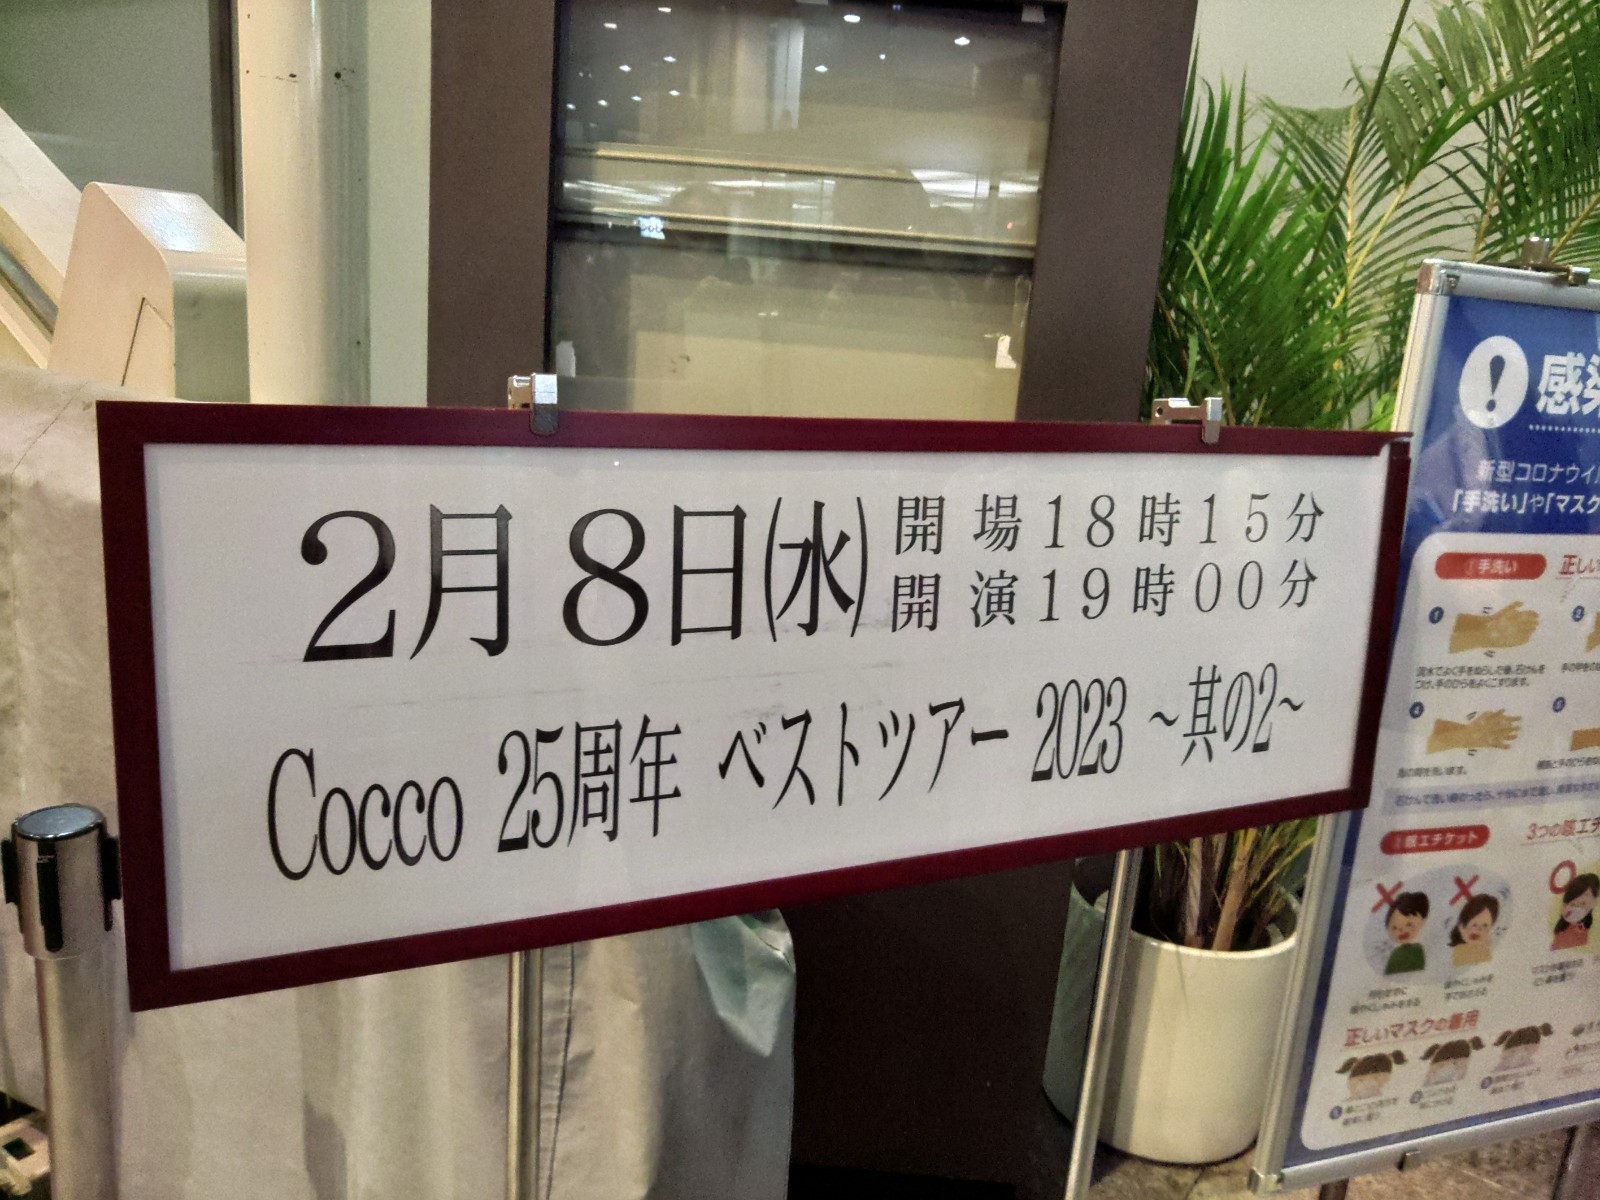 2月8日(水)
開場18時15分
開演19時00分
Cocco 25周年 ベストツアー 2023 ～其の2～
感染
新型コロナウイル
「手洗い」や「マスク
①手洗い
正しい
②咳エチケット
3つの咳エチ
正しいマスクの着用